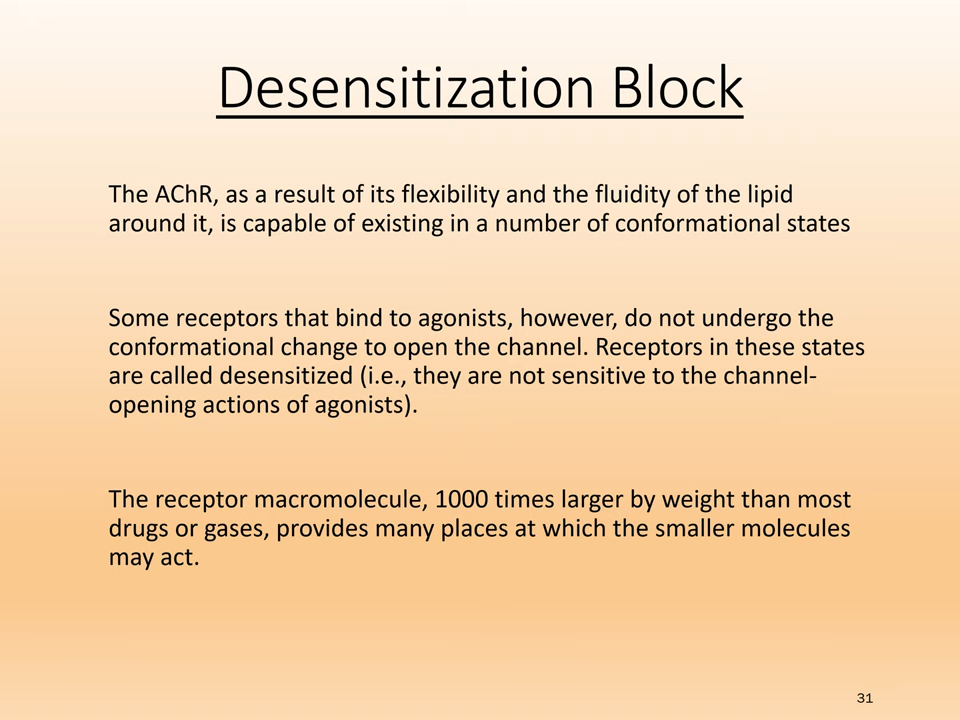 Desensitization Block
The AChR, as a result of its flexibility and the fluidity of the lipid
around it, is capable of existing in a number of conformational states
Some receptors that bind to agonists, however, do not undergo the
conformational change to open the channel. Receptors in these states
are called desensitized (i.e., they are not sensitive to the channel-
opening actions of agonists).
The receptor macromolecule, 1000 times larger by weight than most
drugs or gases, provides many places at which the smaller molecules
may act.
31